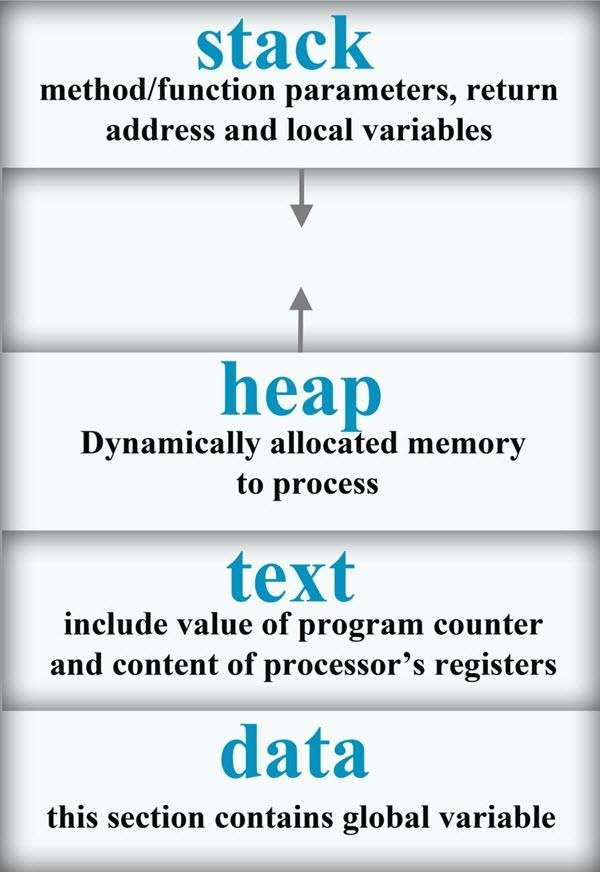 stack
method/function parameters, return
address and local variables
heap
Dynamically allocated memory
to process
text
include value of program counter
and content of processor’s registers
data
this section contains global variable